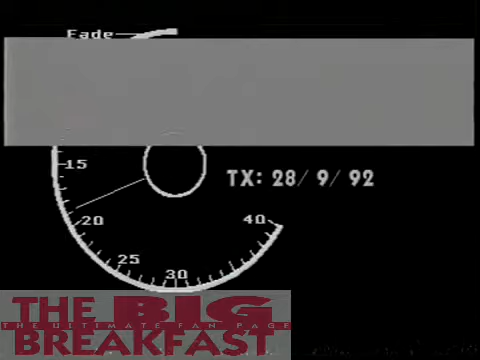 Fade
15
TX: 28/ 9/ 92
20
40
25
30
THE BIG
THE ULTIMATE FAN PAGE
BREAKFAST